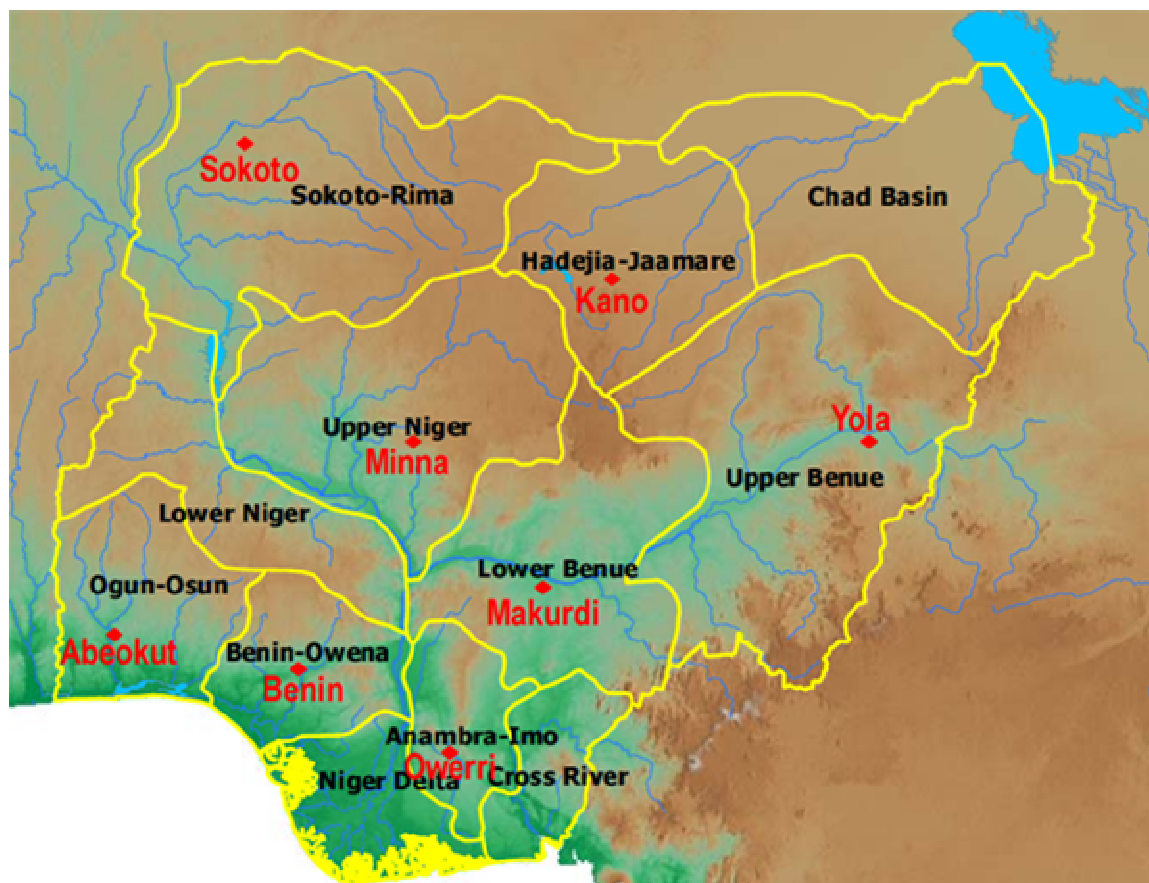 Sokoto
Sokoto-Rima
Chad Basin
Hadejia-Jaamare
Kano
Upper Niger
Minna
Yola
Upper Benue
Lower Niger
Ogun-Osun
Lower Benue
Makurdi
Abeokut
Benin-Owena
Benin
Anambra-Imo
Owerri
Niger Delta
Cross River